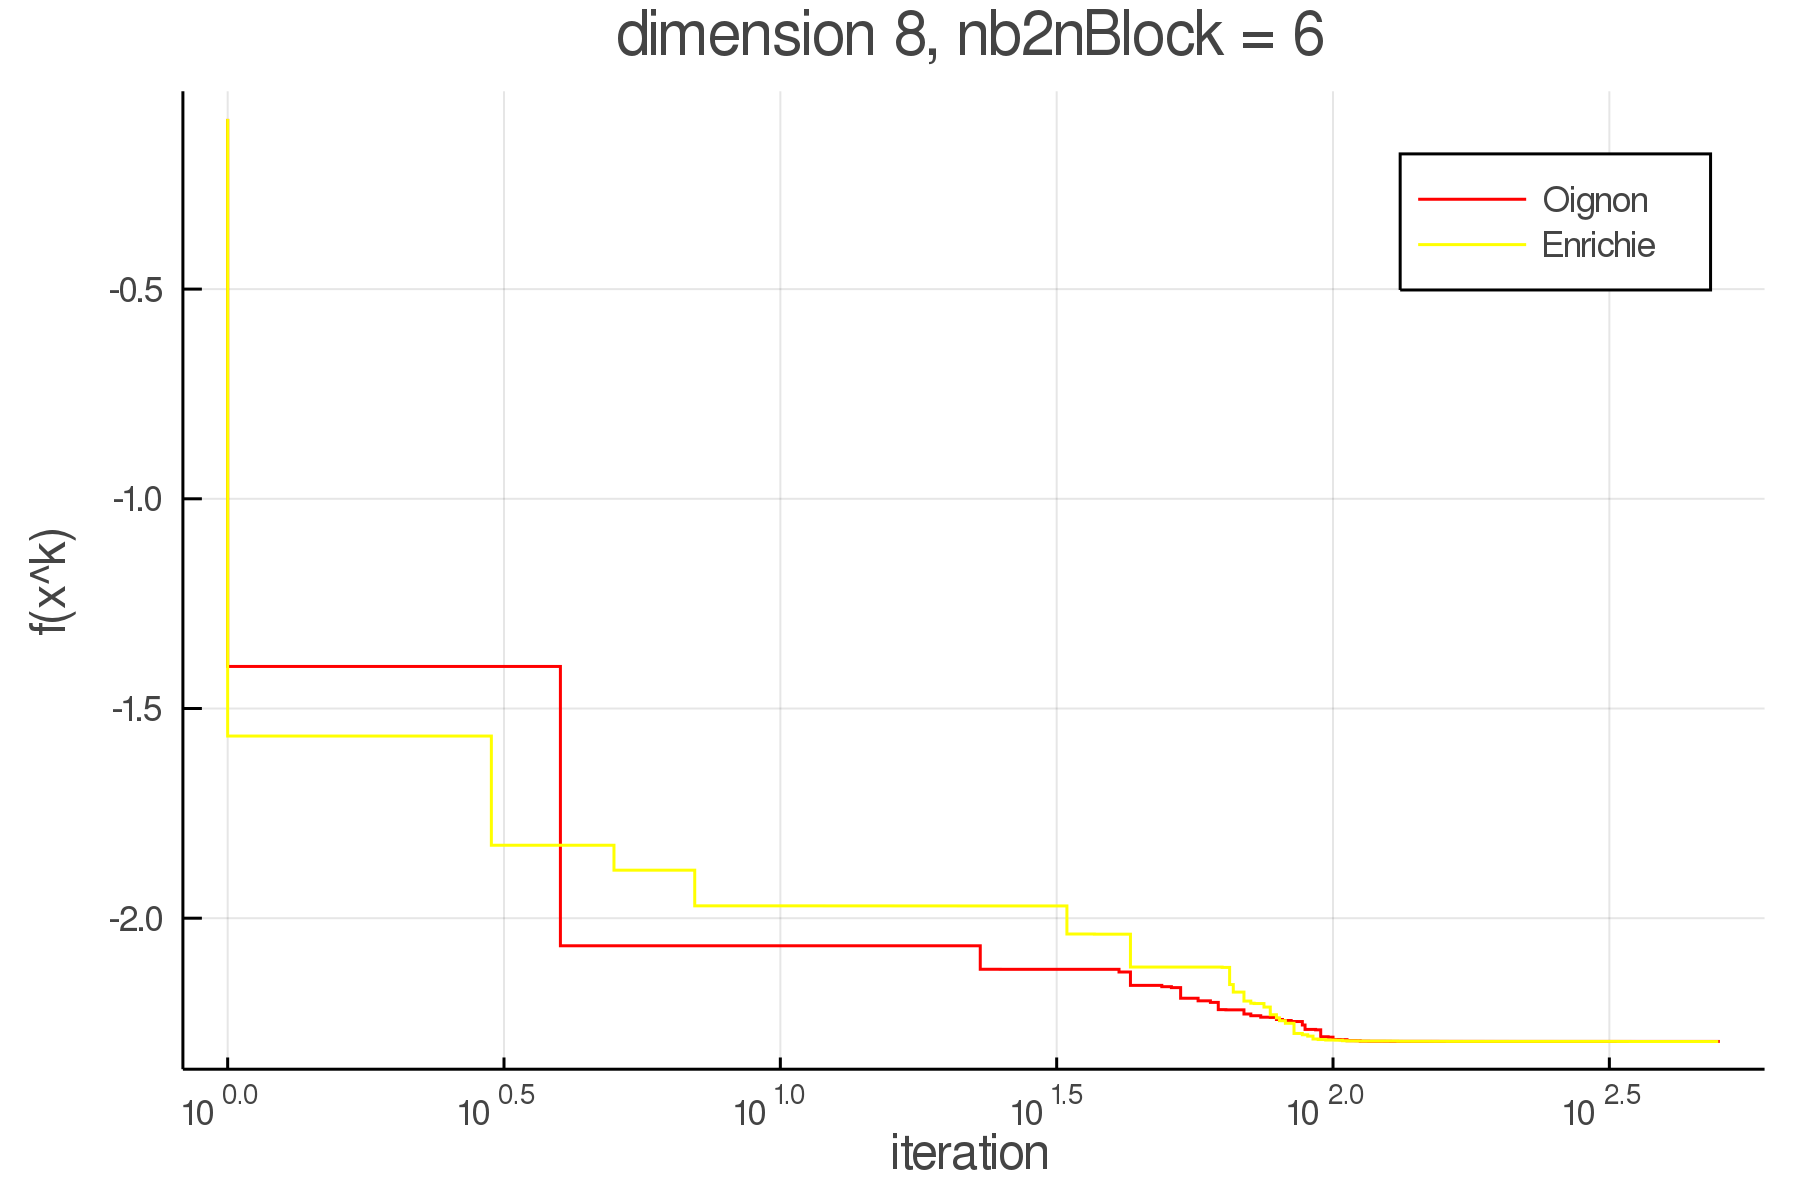 dimension 8, nb2nBlock = 6
Oignon
Enrichie
-0.5
-1.0
-1.5
-2.0
f(x^k)
10^0.0 10^0.5 10^1.0 10^1.5 10^2.0 10^2.5
iteration